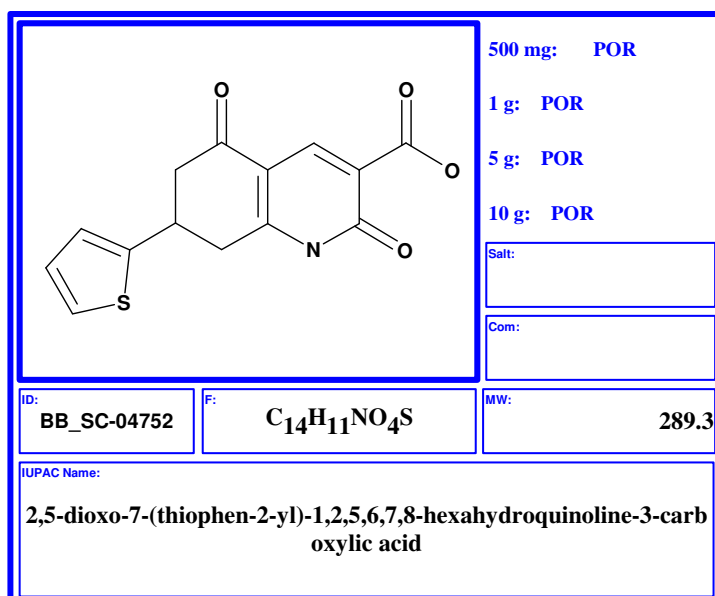 O
O
O
N
O
S
500 mg: POR
1 g: POR
5 g: POR
10 g: POR
Salt:
Com:
ID:
BB_SC-04752
F:
C14H11NO4S
MW:
289.3
IUPAC Name:
2,5-dioxo-7-(thiophen-2-yl)-1,2,5,6,7,8-hexahydroquinoline-3-carb
oxylic acid